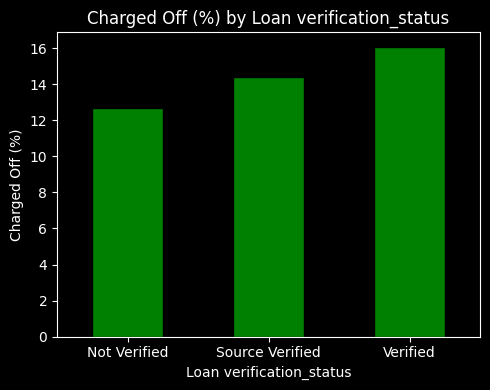 Charged Off (%) by Loan verification_status
Charged Off (%)
16
14
12
10
8
6
4
2
0
Not Verified
Source Verified
Verified
Loan verification_status